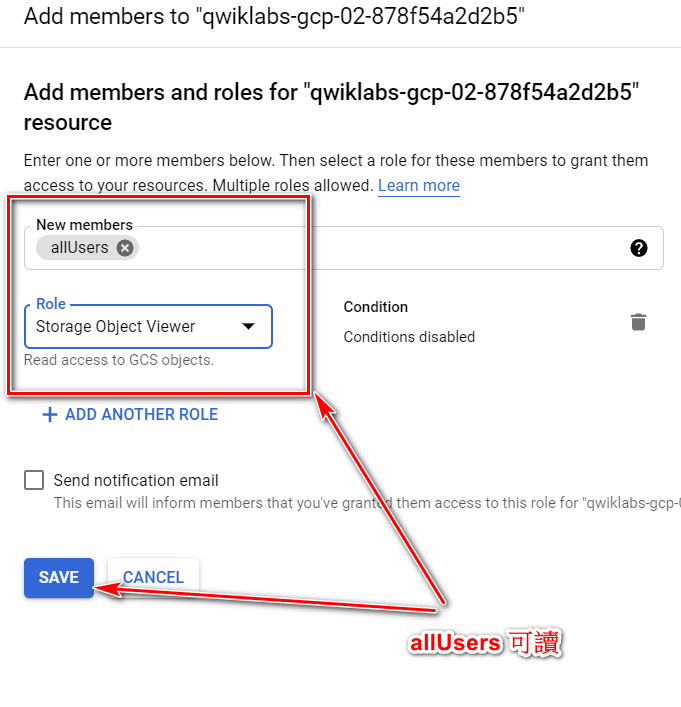 Add members to "qwiklabs-gcp-02-878f54a2d2b5"
Add members and roles for "qwiklabs-gcp-02-878f54a2d2b5"
resource
Enter one or more members below. Then select a role for these members to grant them
access to your resources. Multiple roles allowed. Learn more
New members
allUsers
Role
Storage Object Viewer
Read access to GCS objects.
Condition
Conditions disabled
ADD ANOTHER ROLE
Send notification email
This email will inform members that you've granted them access to this role for "qwiklabs-gcp-
SAVE
CANCEL
allUsers 可讀